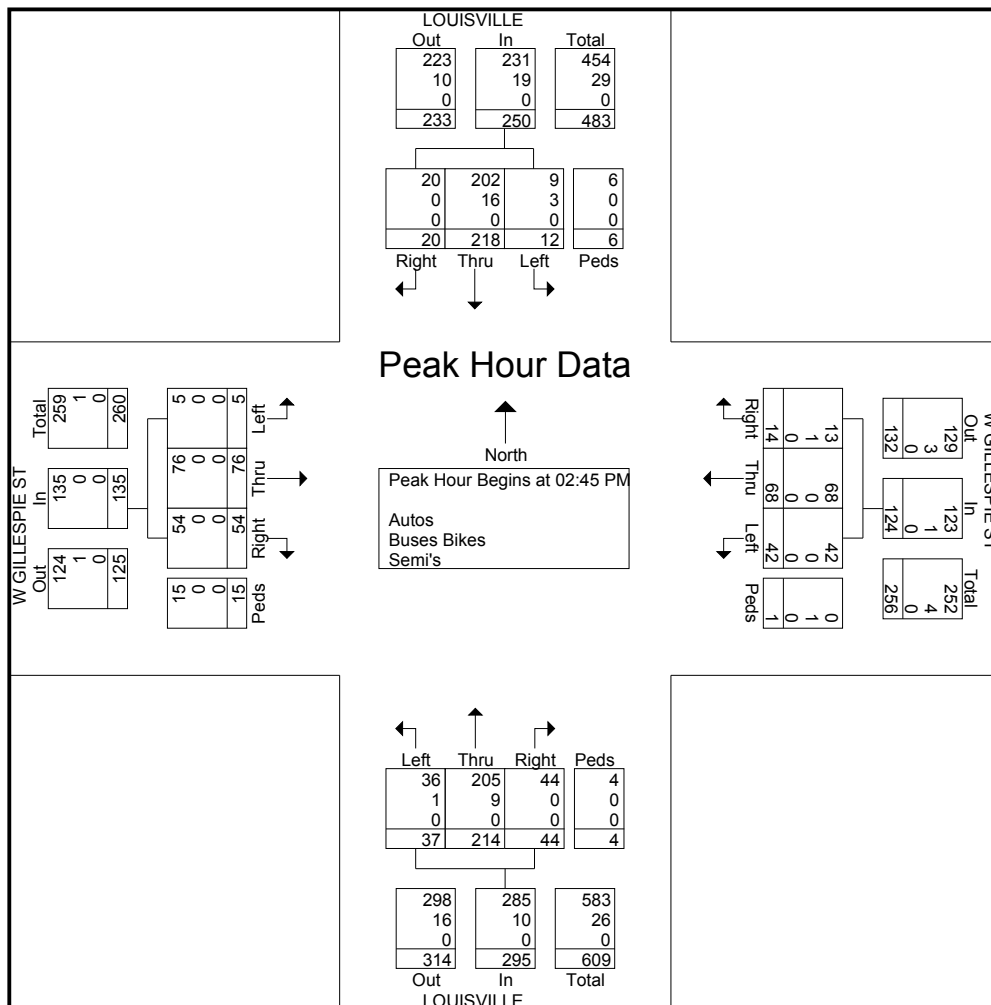 LOUISVILLE
Out In Total
223 231 454
10 19 29
0 0 0
233 250 483
20 202 9 6
0 16 3 0
0 0 0 0
20 218 12 6
Right Thru Left Peds
Peak Hour Data
North
Peak Hour Begins at 02:45 PM
Autos
Buses Bikes
Semi's
W GILLESPIE ST
Out In Total
124 135 259
1 0 1
0 0 0
125 135 260
15 54 76 5
0 0 0 0
0 0 0 0
15 54 76 5
Peds Right Thru Left
W GILLESPIE ST
Out In Total
129 123 252
3 1 4
0 0 0
132 124 256
13 68 42 0
1 0 0 1
0 0 0 0
14 68 42 1
Right Thru Left Peds
Left Thru Right Peds
36 205 44 4
1 9 0 0
0 0 0 0
37 214 44 4
298 285 583
16 10 26
0 0 0
314 295 609
Out In Total
LOUISVILLE